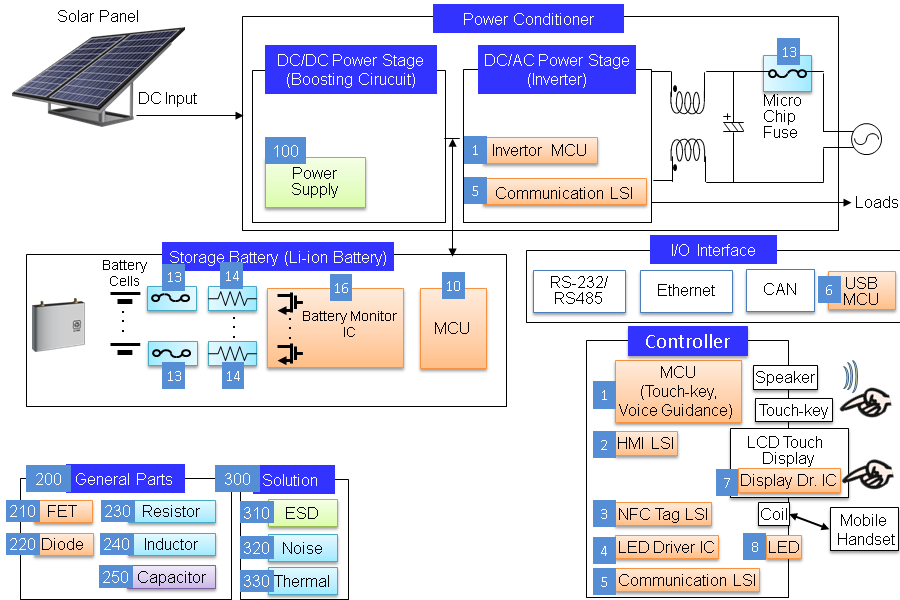 Solar Panel
Power Conditioner
DC Input
DC/DC Power Stage
(Boosting Cirucuit)
DC/AC Power Stage
(Inverter)
13
Micro
Chip
Fuse
100
Power
Supply
1
Invertor MCU
5
Communication LSI
+
Loads
Storage Battery (Li-ion Battery)
Battery
Cells
13
14
16
Battery Monitor
IC
10
MCU
13
14
I/O Interface
RS-232/
RS485
Ethernet
CAN
6
USB
MCU
Controller
1
MCU
(Touch-key,
Voice Guidance)
Speaker
Touch-key
2
HMI LSI
LCD Touch
Display
7
Display Dr. IC
3
NFC Tag LSI
Coil
Mobile
Handset
4
LED Driver IC
8
LED
5
Communication LSI
200
General Parts
210
FET
230
Resistor
220
Diode
240
Inductor
250
Capacitor
300
Solution
310
ESD
320
Noise
330
Thermal